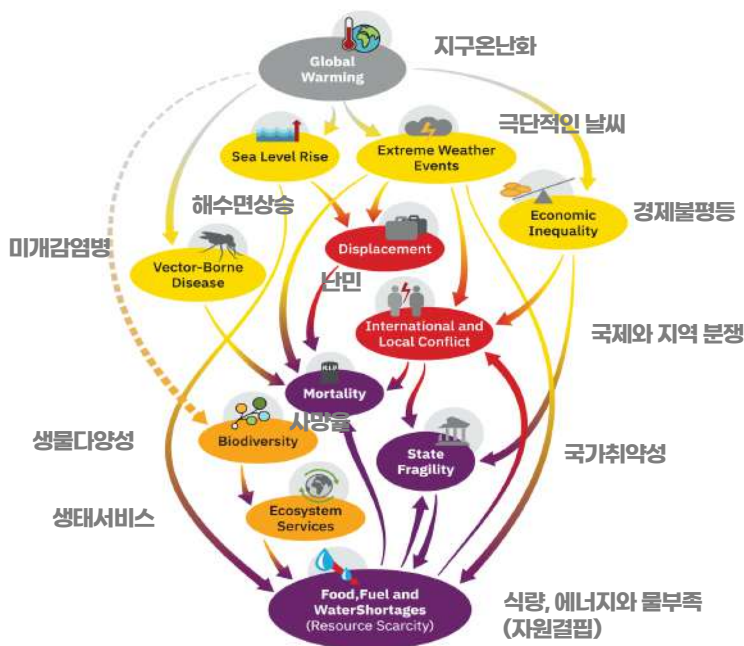 지구온난화
Global
Warming
극단적인 날씨
Sea Level Rise
Extreme Weather
Events
해수면상승
Economic
Inequality
경제불평등
미개감염병
Displacement
Vector-Borne
Disease
난민
International and
Local Conflict
국제와 지역 분쟁
R.I.P
Mortality
사망율
생물다양성
Biodiversity
State
Fragility
국가취약성
생태서비스
Ecosystem
Services
Food,Fuel and
WaterShortages
(Resource Scarcity)
식량, 에너지와 물부족
(자원결핍)